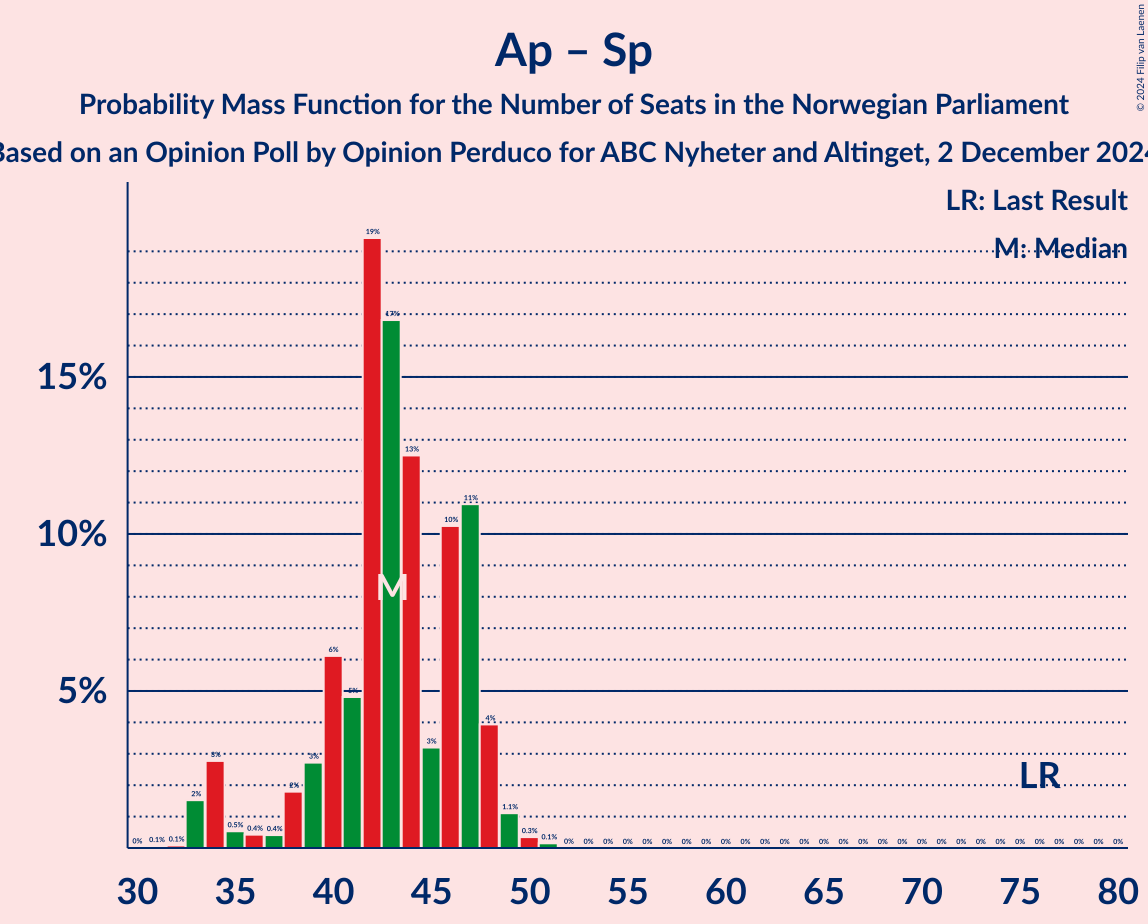 © 2024 Filip van Laenen
Ap – Sp
Probability Mass Function for the Number of Seats in the Norwegian Parliament
Based on an Opinion Poll by Opinion Perduco for ABC Nyheter and Altinget, 2 December 2024
LR: Last Result
M: Median
15%
10%
5%
0% 0.1% 0.1% 2% 3% 0.5% 0.4% 0.4% 2% 3% 6% 5% 19% 17% 13% 3% 10% 11% 4% 1.1% 0.3% 0.1% 0% 0% 0% 0% 0% 0% 0% 0% 0% 0% 0% 0% 0% 0% 0% 0% 0% 0% 0% 0% 0% 0% 0% 0% 0% 0% 0% 0% 0%
M
LR
30 35 40 45 50 55 60 65 70 75 80